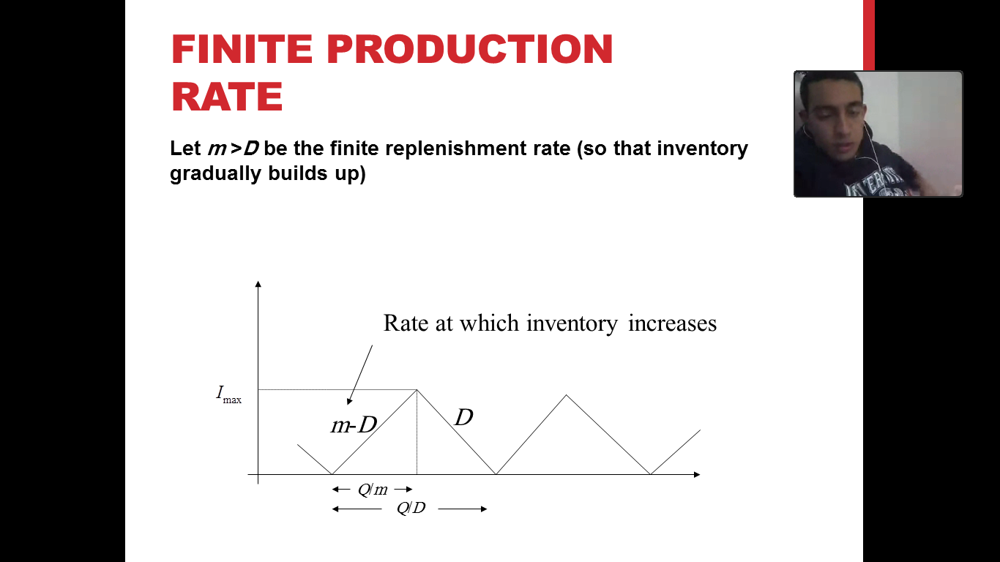 FINITE PRODUCTION
RATE
Let m >D be the finite replenishment rate (so that inventory
gradually builds up)
Rate at which inventory increases
Imax
m-D
D
Q/m
Q/D